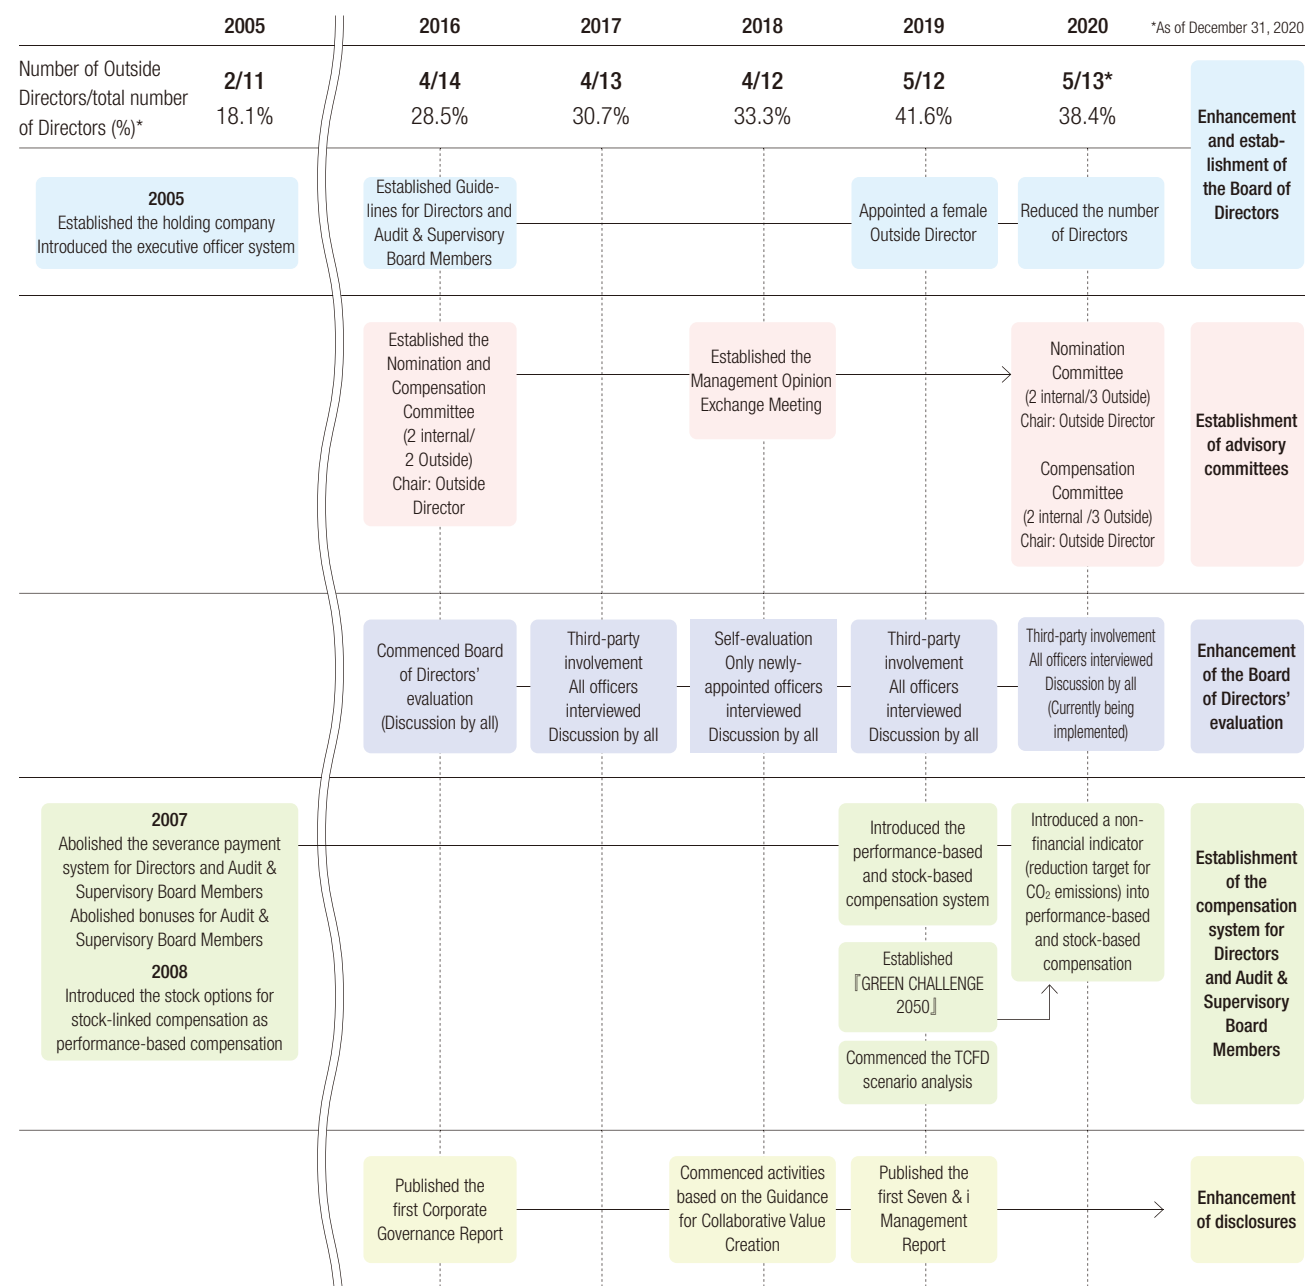 2005
2016
2017
2018
2019
2020
*As of December 31, 2020
Number of Outside
Directors/total number
of Directors (%)*
2/11
18.1%
4/14
28.5%
4/13
30.7%
4/12
33.3%
5/12
41.6%
5/13*
38.4%
Enhancement
and estab-
lishment of
the Board of
Directors
2005
Established the holding company
Introduced the executive officer system
Established Guide-
lines for Directors and
Audit & Supervisory
Board Members
Appointed a female
Outside Director
Reduced the number
of Directors
Established the
Nomination and
Compensation
Committee
(2 internal/
2 Outside)
Chair: Outside
Director
Established the
Management Opinion
Exchange Meeting
Nomination
Committee
(2 internal/3 Outside)
Chair: Outside Director
Compensation
Committee
(2 internal /3 Outside)
Chair: Outside Director
Establishment
of advisory
committees
Commenced Board
of Directors’
evaluation
(Discussion by all)
Third-party
involvement
All officers
interviewed
Discussion by all
Self-evaluation
Only newly-
appointed officers
interviewed
Discussion by all
Third-party
involvement
All officers
interviewed
Discussion by all
Third-party involvement
All officers interviewed
Discussion by all
(Currently being
implemented)
Enhancement
of the Board
of Directors’
evaluation
2007
Abolished the severance payment
system for Directors and Audit &
Supervisory Board Members
Abolished bonuses for Audit &
Supervisory Board Members
2008
Introduced the stock options for
stock-linked compensation as
performance-based compensation
Introduced the
performance-based
and stock-based
compensation system
Established
『GREEN CHALLENGE
2050』
Commenced the TCFD
scenario analysis
Introduced a non-
financial indicator
(reduction target for
CO₂ emissions) into
performance-based
and stock-based
compensation
Establishment
of the
compensation
system for
Directors
and Audit &
Supervisory
Board
Members
Published the
first Corporate
Governance Report
Commenced activities
based on the Guidance
for Collaborative Value
Creation
Published the
first Seven & i
Management
Report
Enhancement
of disclosures